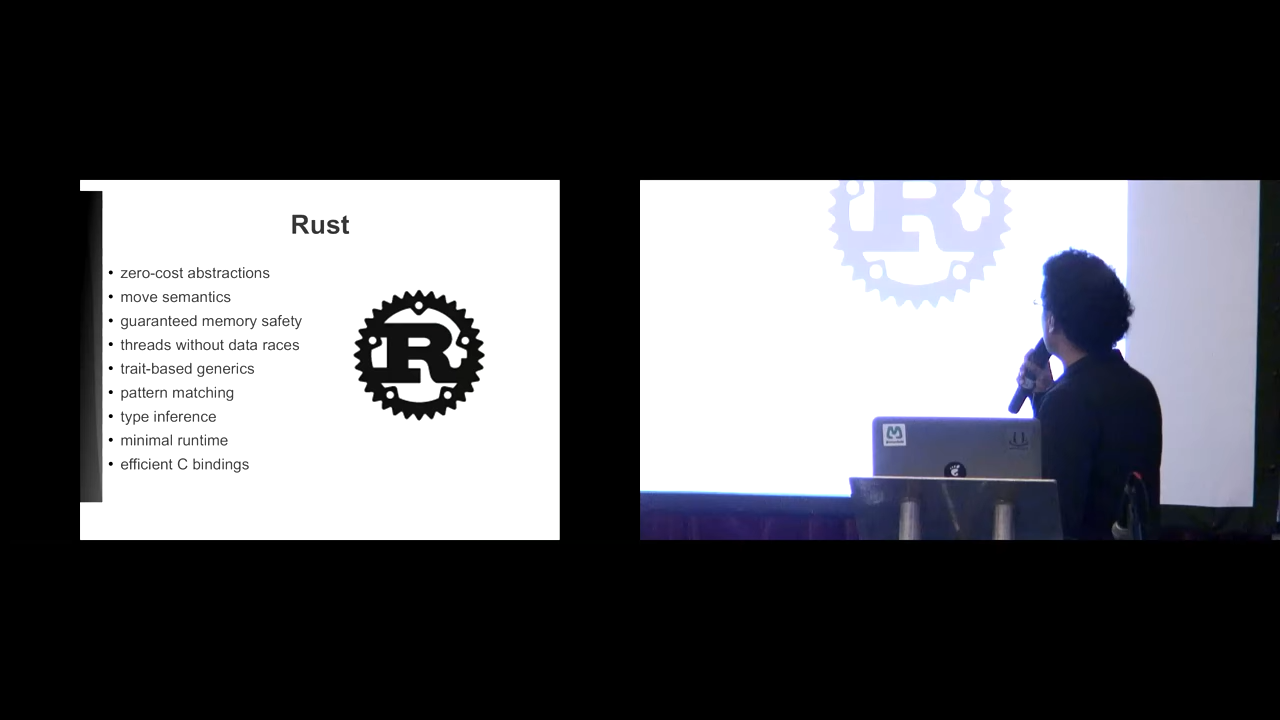 Rust
• zero-cost abstractions
• move semantics
• guaranteed memory safety
• threads without data races
• trait-based generics
• pattern matching
• type inference
• minimal runtime
• efficient C bindings
R
R